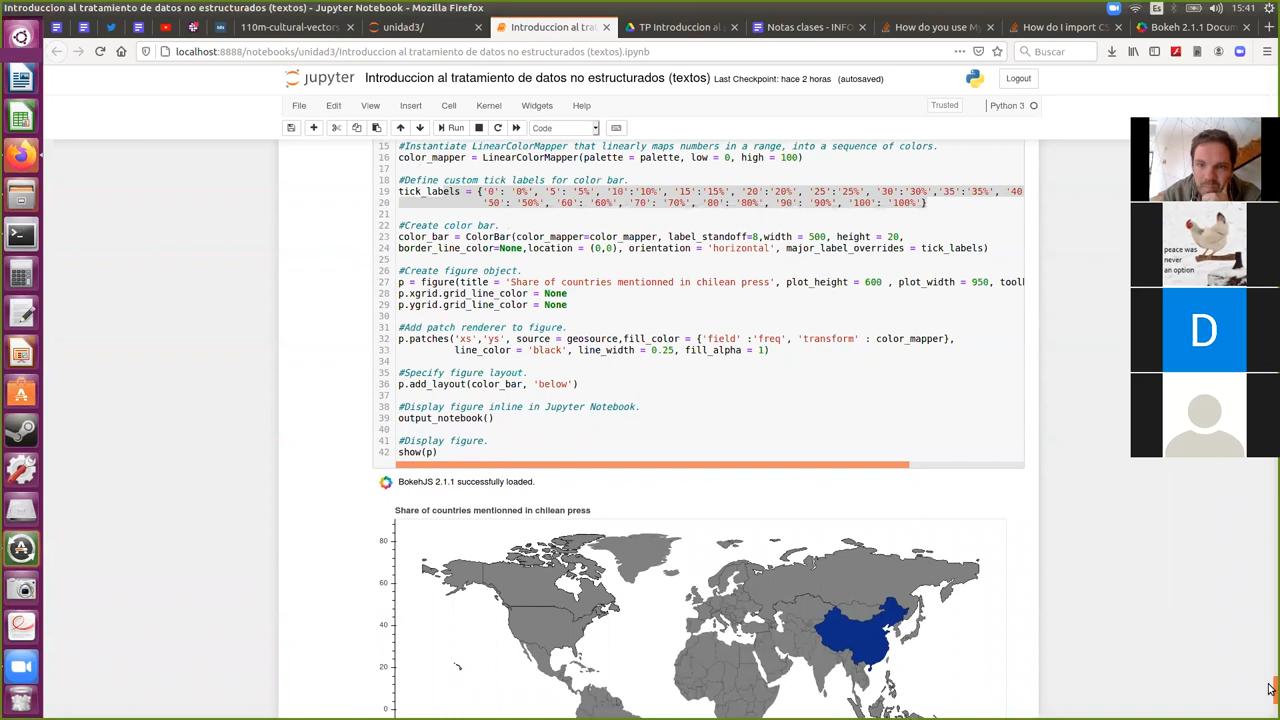 Introduccion al tratamiento de datos no estructurados (textos) - Jupyter Notebook - Mozilla Firefox
Es
15:41
110m-cultural-vectors
unidad3/
Introduccion al tra
TP Introduccion al
Notas clases - INFO
How do you use My
How do I import CS
Bokeh 2.1.1 Docum
localhost:8888/notebooks/unidad3/Introduccion al tratamiento de datos no estructurados (textos).ipynb
Buscar
jupyter
Introduccion al tratamiento de datos no estructurados (textos)
Last Checkpoint: hace 2 horas
(autosaved)
Logout
File
Edit
View
Insert
Cell
Kernel
Widgets
Help
Trusted
Python 3
Run
Code
15 #Instantiate LinearColorMapper that linearly maps numbers in a range, into a sequence of colors.
16 color_mapper = LinearColorMapper(palette = palette, low = 0, high = 100)
17
18 #Define custom tick labels for color bar.
19 tick_labels = {'0': '0%', '5': '5%', '10':'10%', '15':'15%', '20':'20%', '25':'25%', '30':'30%','35':'35%', '40
20 '50': '50%', '60': '60%', '70': '70%', '80': '80%', '90': '90%', '100': '100%'}
21
22 #Create color bar.
23 color_bar = ColorBar(color_mapper=color_mapper, label_standoff=8,width = 500, height = 20,
24 border_line_color=None,location = (0,0), orientation = 'horizontal', major_label_overrides = tick_labels)
25
26 #Create figure object.
27 p = figure(title = 'Share of countries mentionned in chilean press', plot_height = 600 , plot_width = 950, toolb
28 p.xgrid.grid_line_color = None
29 p.ygrid.grid_line_color = None
30
31 #Add patch renderer to figure.
32 p.patches('xs','ys', source = geosource,fill_color = {'field' :'freq', 'transform' : color_mapper},
33 line_color = 'black', line_width = 0.25, fill_alpha = 1)
34
35 #Specify figure layout.
36 p.add_layout(color_bar, 'below')
37
38 #Display figure inline in Jupyter Notebook.
39 output_notebook()
40
41 #Display figure.
42 show(p)
BokehJS 2.1.1 successfully loaded.
Share of countries mentionned in chilean press
80
60
40
20
0
peace was
never
an option
D